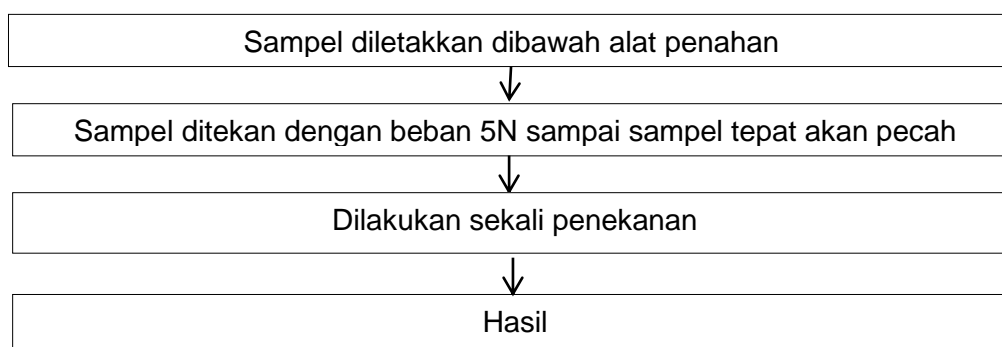 Sampel diletakkan dibawah alat penahan
Sampel ditekan dengan beban 5N sampai sampel tepat akan pecah
Dilakukan sekali penekanan
Hasil